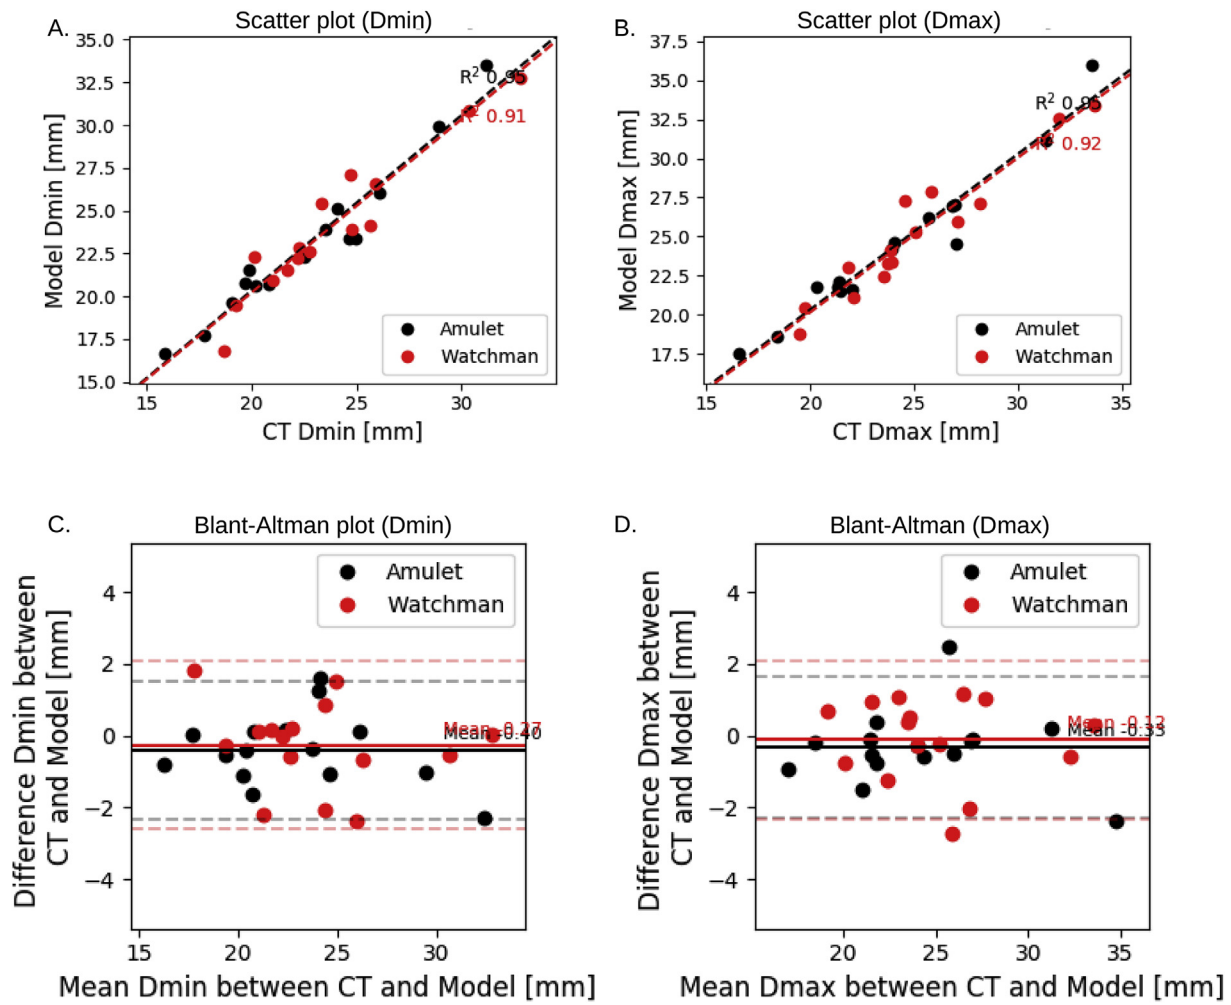 A.
Scatter plot (Dmin)
35.0
32.5
30.0
27.5
25.0
22.5
20.0
17.5
15.0
Model Dmin [mm]
R² 0.95
R² 0.91
Amulet
Watchman
15
20
25
30
CT Dmin [mm]
B.
Scatter plot (Dmax)
37.5
35.0
32.5
30.0
27.5
25.0
22.5
20.0
17.5
Model Dmax [mm]
R²
R² 0.92
Amulet
Watchman
15
20
25
30
35
CT Dmax [mm]
C.
Blant-Altman plot (Dmin)
4
2
0
−2
−4
Difference Dmin between
CT and Model [mm]
Amulet
Watchman
Mean -0.27
Mean -0.40
15
20
25
30
Mean Dmin between CT and Model [mm]
D.
Blant-Altman (Dmax)
4
2
0
−2
−4
Difference Dmax between
CT and Model [mm]
Amulet
Watchman
Mean -0.12
Mean -0.33
20
25
30
35
Mean Dmax between CT and Model [mm]